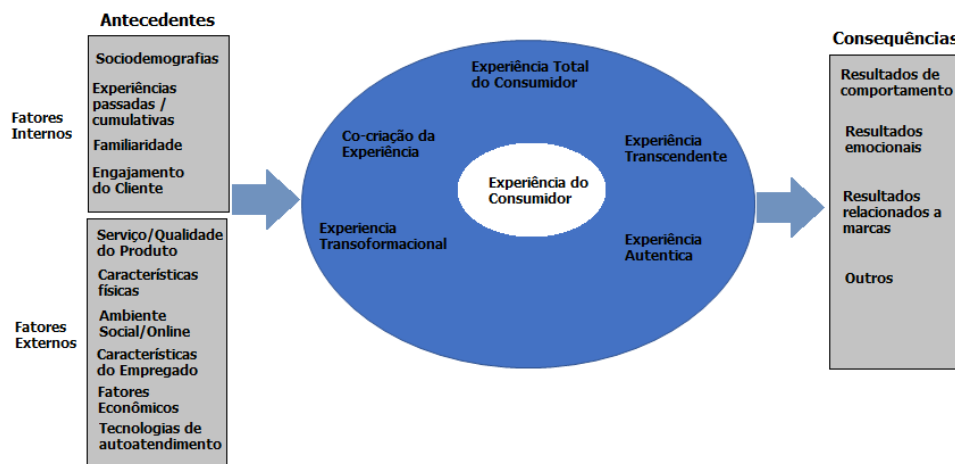 Antecedentes
Fatores
Internos
Sociodemografias
Experiências
passadas /
cumulativas
Familiaridade
Engajamento
do Cliente
Fatores
Externos
Serviço/Qualidade
do Produto
Características
físicas
Ambiente
Social/Online
Características
do Empregado
Fatores
Econômicos
Tecnologias de
autoatendimento
Experiência Total
do Consumidor
Co-criação da
Experiência
Experiência
Transcendente
Experiência do
Consumidor
Experiencia
Transoformacional
Experiência
Autentica
Consequências
Resultados de
comportamento
Resultados
emocionais
Resultados
relacionados a
marcas
Outros